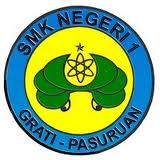 SMK NEGERI 1
GRATI - PASURUAN